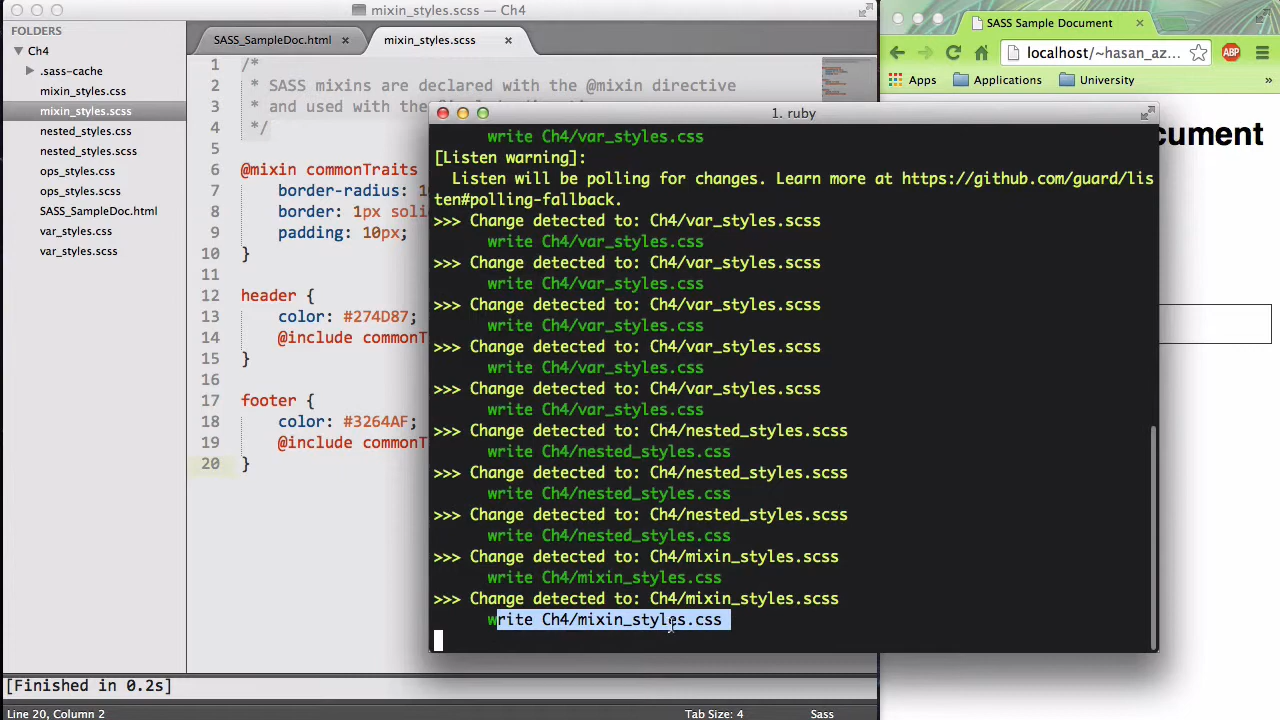 mixin_styles.scss — Ch4
FOLDERS
Ch4
.sass-cache
mixin_styles.css
mixin_styles.scss
nested_styles.css
nested_styles.scss
ops_styles.css
ops_styles.scss
SASS_SampleDoc.html
var_styles.css
var_styles.scss
SASS_SampleDoc.html
mixin_styles.scss
1 /*
2 * SASS mixins are declared with the @mixin directive
3 * and used with the
4 */
5
6 @mixin commonTraits
7 border-radius: 1
8 border: 1px soli
9 padding: 10px;
10 }
11
12 header {
13 color: #274D87;
14 @include commonT
15 }
16
17 footer {
18 color: #3264AF;
19 @include commonT
20 }
[Finished in 0.2s]
Line 20, Column 2
Tab Size: 4
Sass
1. ruby
write Ch4/var_styles.css
[Listen warning]:
Listen will be polling for changes. Learn more at https://github.com/guard/lis
ten#polling-fallback.
>>> Change detected to: Ch4/var_styles.scss
write Ch4/var_styles.css
>>> Change detected to: Ch4/var_styles.scss
write Ch4/var_styles.css
>>> Change detected to: Ch4/var_styles.scss
write Ch4/var_styles.css
>>> Change detected to: Ch4/var_styles.scss
write Ch4/var_styles.css
>>> Change detected to: Ch4/var_styles.scss
write Ch4/var_styles.css
>>> Change detected to: Ch4/nested_styles.scss
write Ch4/nested_styles.css
>>> Change detected to: Ch4/nested_styles.scss
write Ch4/nested_styles.css
>>> Change detected to: Ch4/nested_styles.scss
write Ch4/nested_styles.css
>>> Change detected to: Ch4/mixin_styles.scss
write Ch4/mixin_styles.css
>>> Change detected to: Ch4/mixin_styles.scss
write Ch4/mixin_styles.css
SASS Sample Document
localhost/~hasan_az...
ABP
Apps
Applications
University
»
cument